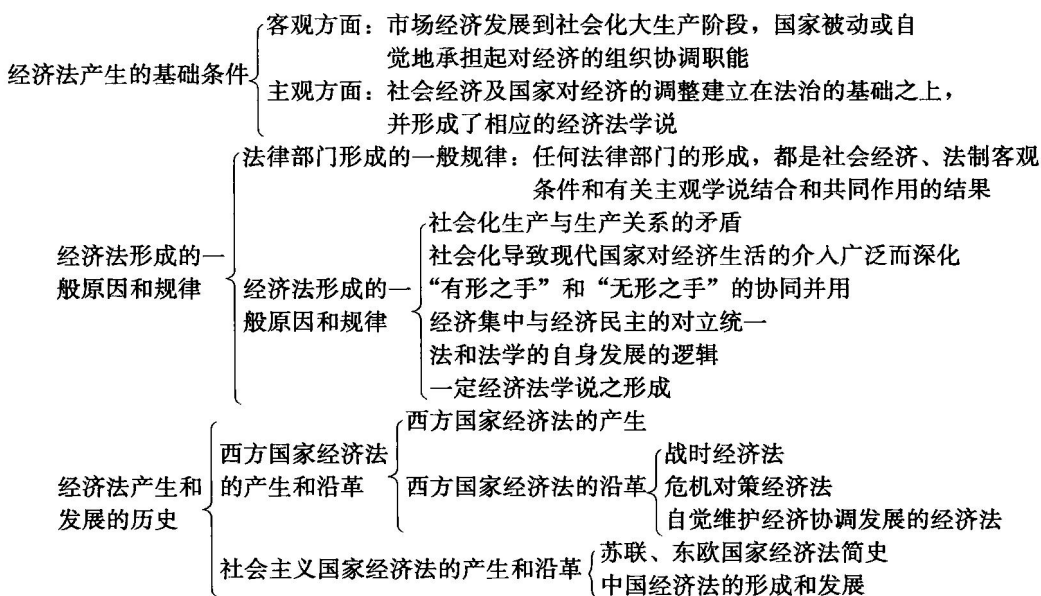 客观方面：市场经济发展到社会化大生产阶段，国家被动或自
觉地承担起对经济的组织协调职能
经济法产生的基础条件
主观方面：社会经济及国家对经济的调整建立在法治的基础之上，
并形成了相应的经济法学说
法律部门形成的一般规律：任何法律部门的形成，都是社会经济、法制客观
条件和有关主观学说结合和共同作用的结果
经济法形成的一
般原因和规律
社会化生产与生产关系的矛盾
社会化导致现代国家对经济生活的介入广泛而深化
经济法形成的一
般原因和规律
“有形之手”和“无形之手”的协同并用
经济集中与经济民主的对立统一
法和法学的自身发展的逻辑
一定经济法学说之形成
经济法产生和
发展的历史
西方国家经济法
的产生和沿革
西方国家经济法的产生
西方国家经济法的沿革
战时经济法
危机对策经济法
自觉维护经济协调发展的经济法
社会主义国家经济法的产生和沿革
苏联、东欧国家经济法简史
中国经济法的形成和发展